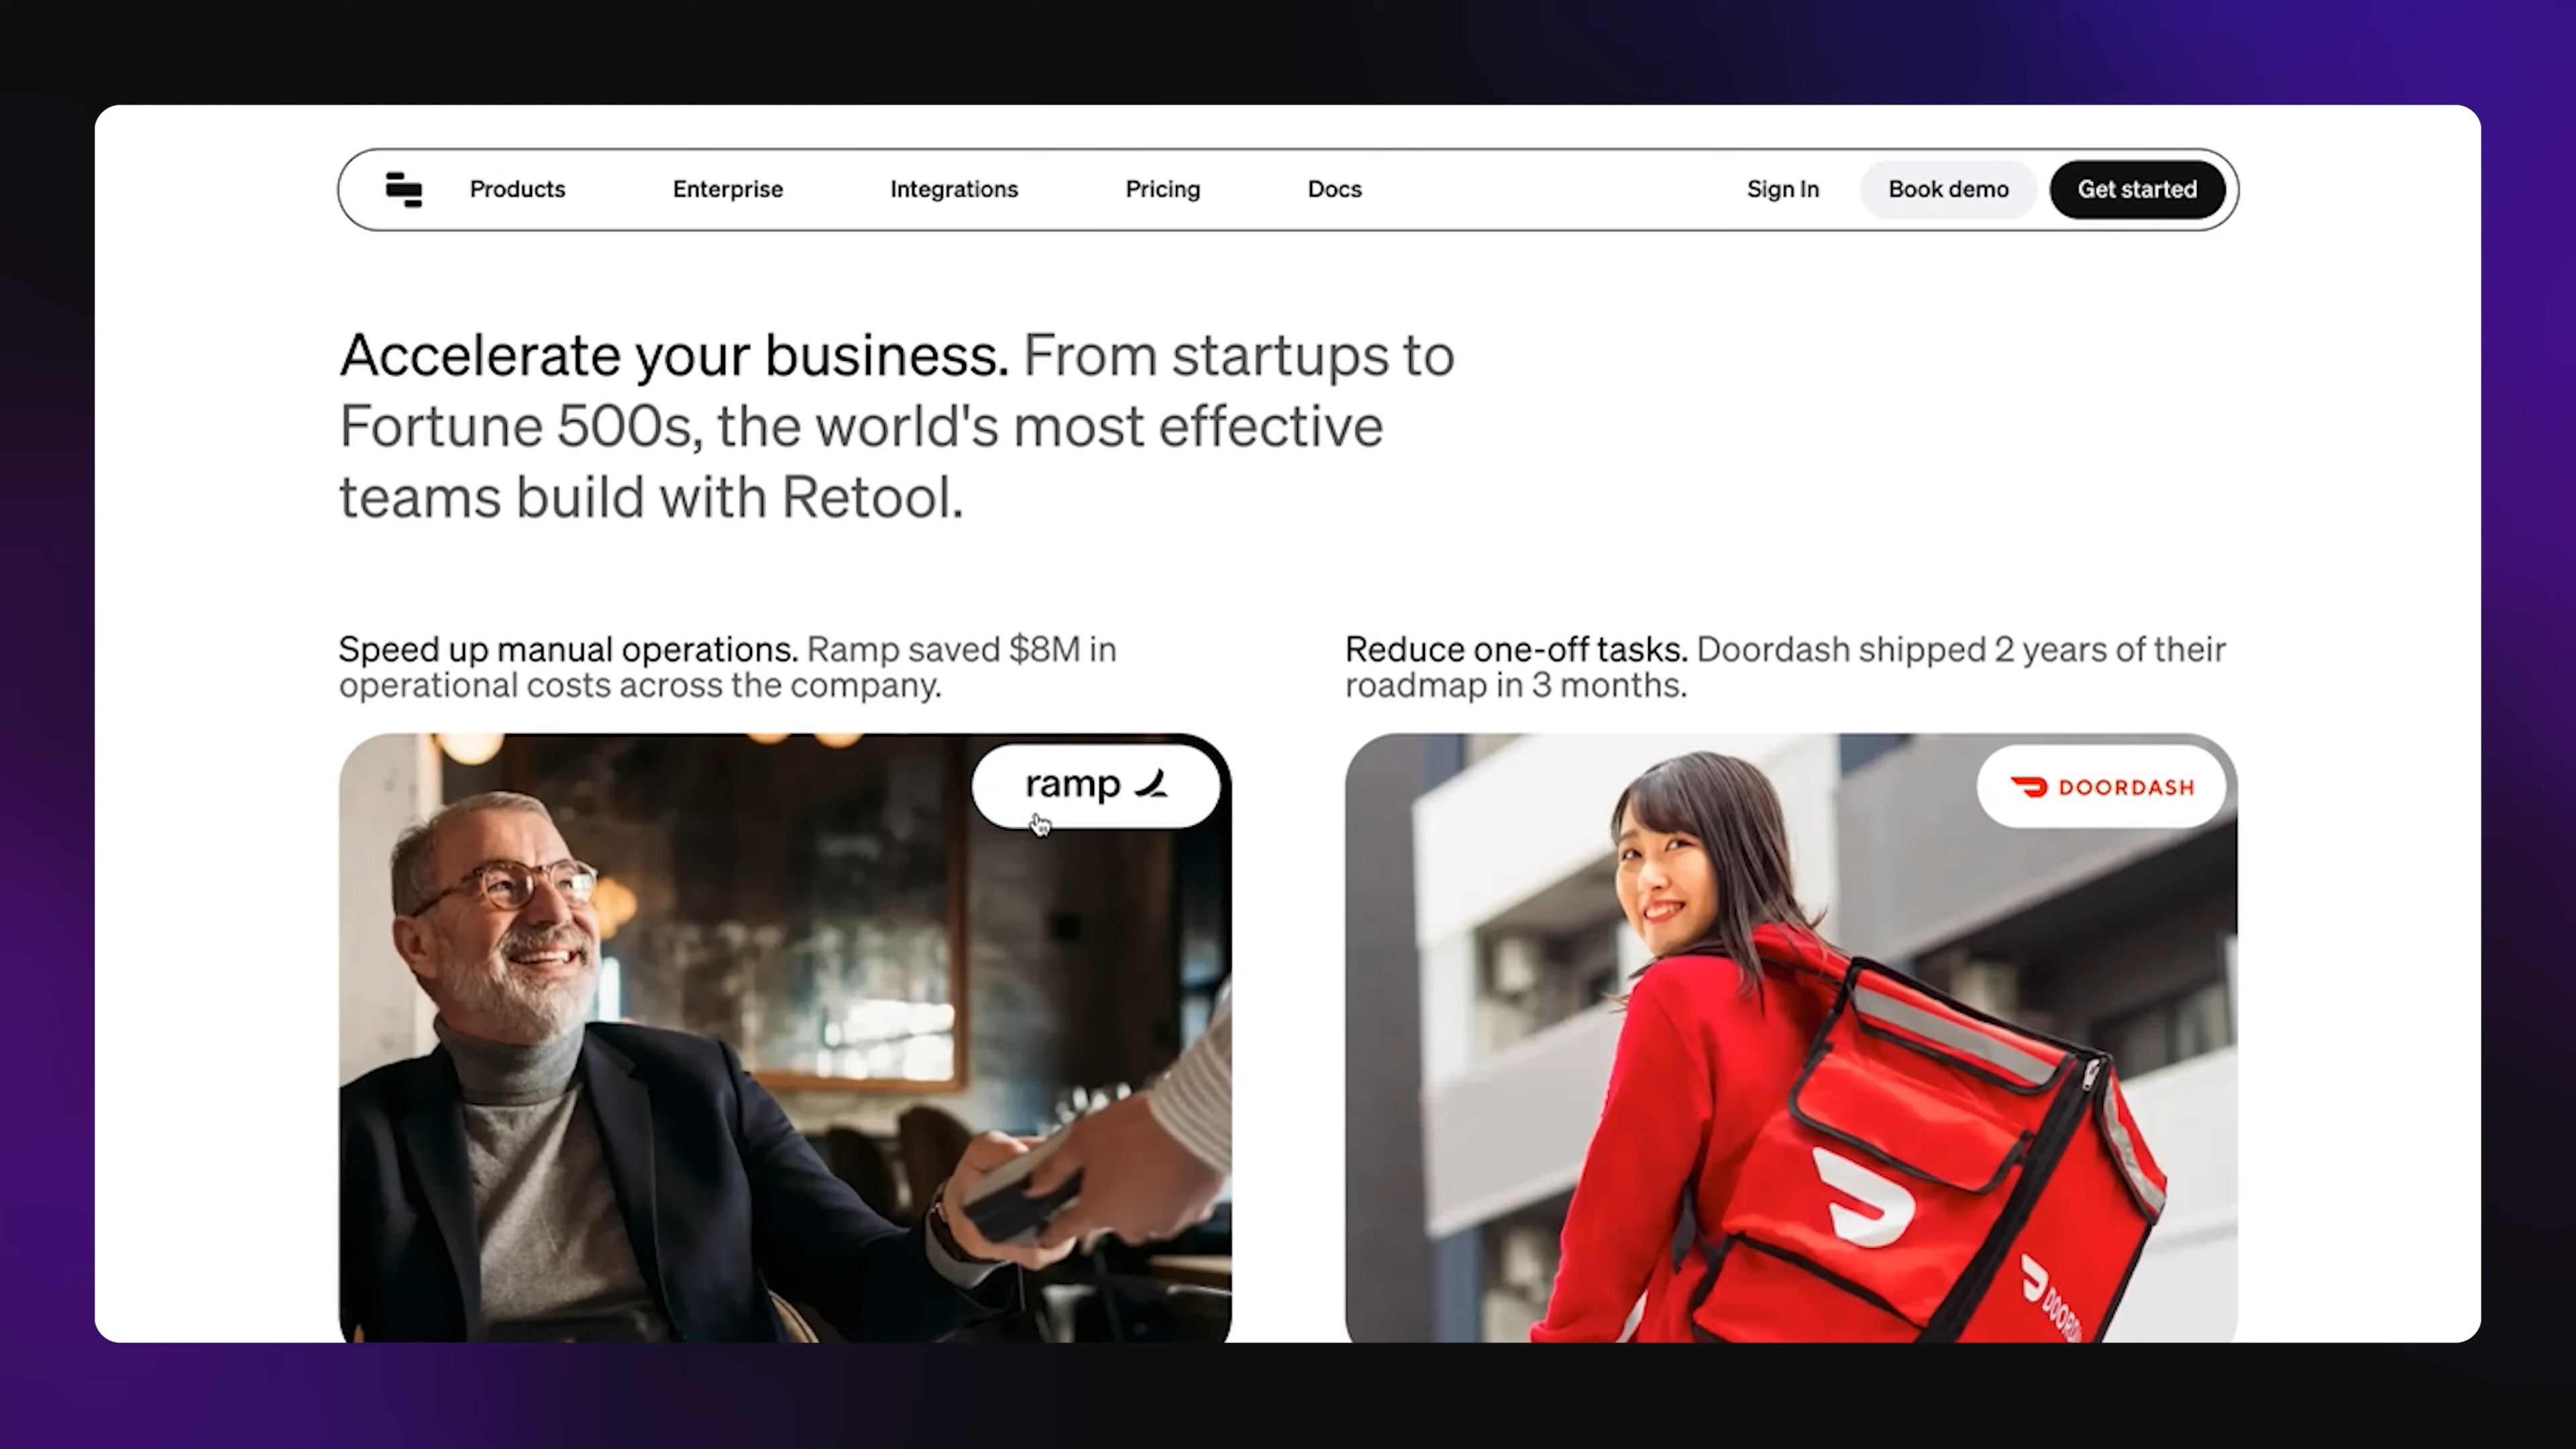 Products Enterprise Integrations Pricing Docs Sign In Book demo Get started
Accelerate your business. From startups to
Fortune 500s, the world's most effective
teams build with Retool.
Speed up manual operations. Ramp saved $8M in
operational costs across the company.
ramp
Reduce one-off tasks. Doordash shipped 2 years of their
roadmap in 3 months.
DOORDASH